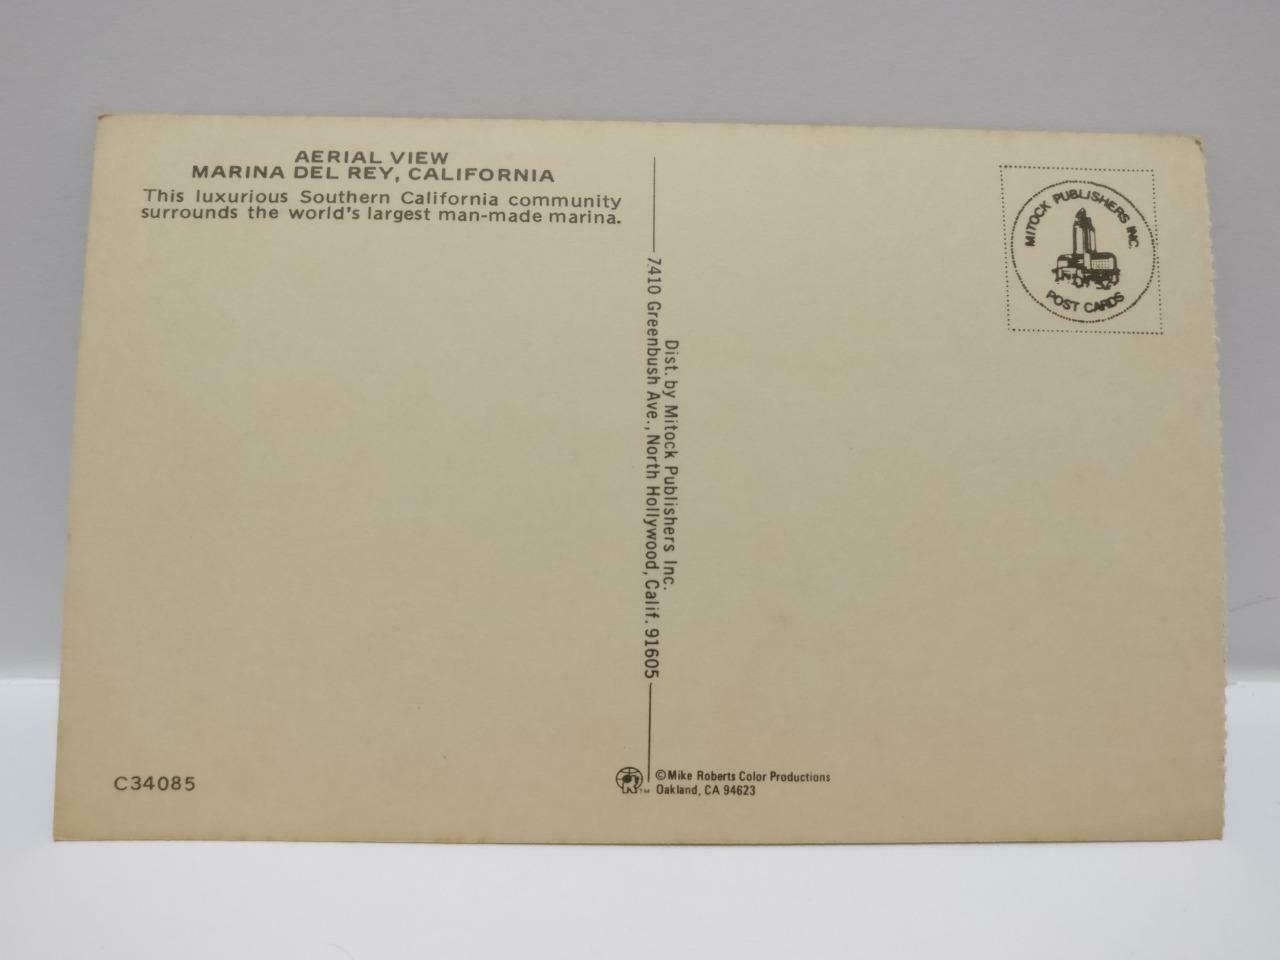 AERIAL VIEW
MARINA DEL REY, CALIFORNIA
This luxurious Southern California community
surrounds the world's largest man-made marina.
MITOCK PUBLISHERS INC.
POST CARDS
Dist. by Mitock Publishers Inc.
7410 Greenbush Ave., North Hollywood, Calif. 91605
C34085
TM
©Mike Roberts Color Productions
Oakland, CA 94623